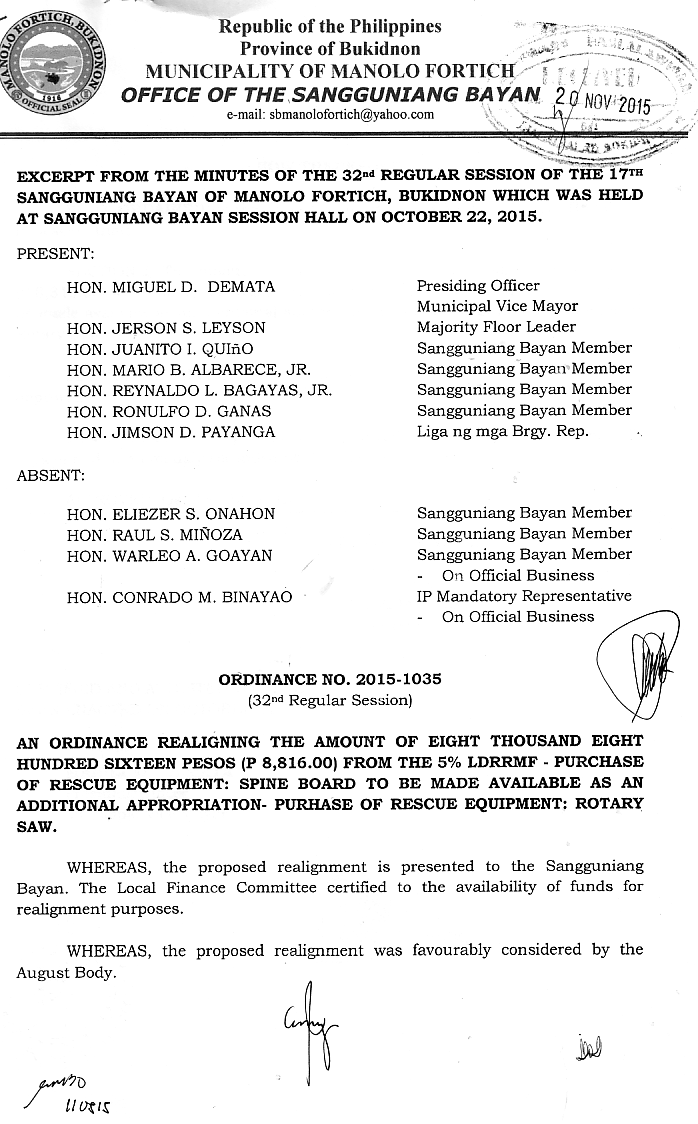 MANOLO FORTICH, BUKIDNON
1914
OFFICIAL SEAL
Republic of the Philippines
Province of Bukidnon
MUNICIPALITY OF MANOLO FORTICH
OFFICE OF THE SANGGUNIANG BAYAN
e-mail: sbmanolofortich@yahoo.com
20 NOV 2015
EXCERPT FROM THE MINUTES OF THE 32nd REGULAR SESSION OF THE 17TH
SANGGUNIANG BAYAN OF MANOLO FORTICH, BUKIDNON WHICH WAS HELD
AT SANGGUNIANG BAYAN SESSION HALL ON OCTOBER 22, 2015.
PRESENT:
HON. MIGUEL D. DEMATA Presiding Officer
Municipal Vice Mayor
HON. JERSON S. LEYSON Majority Floor Leader
HON. JUANITO I. QUIñO Sangguniang Bayan Member
HON. MARIO B. ALBARECE, JR. Sangguniang Bayan Member
HON. REYNALDO L. BAGAYAS, JR. Sangguniang Bayan Member
HON. RONULFO D. GANAS Sangguniang Bayan Member
HON. JIMSON D. PAYANGA Liga ng mga Brgy. Rep.
ABSENT:
HON. ELIEZER S. ONAHON Sangguniang Bayan Member
HON. RAUL S. MIÑOZA Sangguniang Bayan Member
HON. WARLEO A. GOAYAN Sangguniang Bayan Member
- On Official Business
HON. CONRADO M. BINAYAO IP Mandatory Representative
- On Official Business
ORDINANCE NO. 2015-1035
(32nd Regular Session)
AN ORDINANCE REALIGNING THE AMOUNT OF EIGHT THOUSAND EIGHT
HUNDRED SIXTEEN PESOS (P 8,816.00) FROM THE 5% LDRRMF - PURCHASE
OF RESCUE EQUIPMENT: SPINE BOARD TO BE MADE AVAILABLE AS AN
ADDITIONAL APPROPRIATION- PURHASE OF RESCUE EQUIPMENT: ROTARY
SAW.
WHEREAS, the proposed realignment is presented to the Sangguniang
Bayan. The Local Finance Committee certified to the availability of funds for
realignment purposes.
WHEREAS, the proposed realignment was favourably considered by the
August Body.